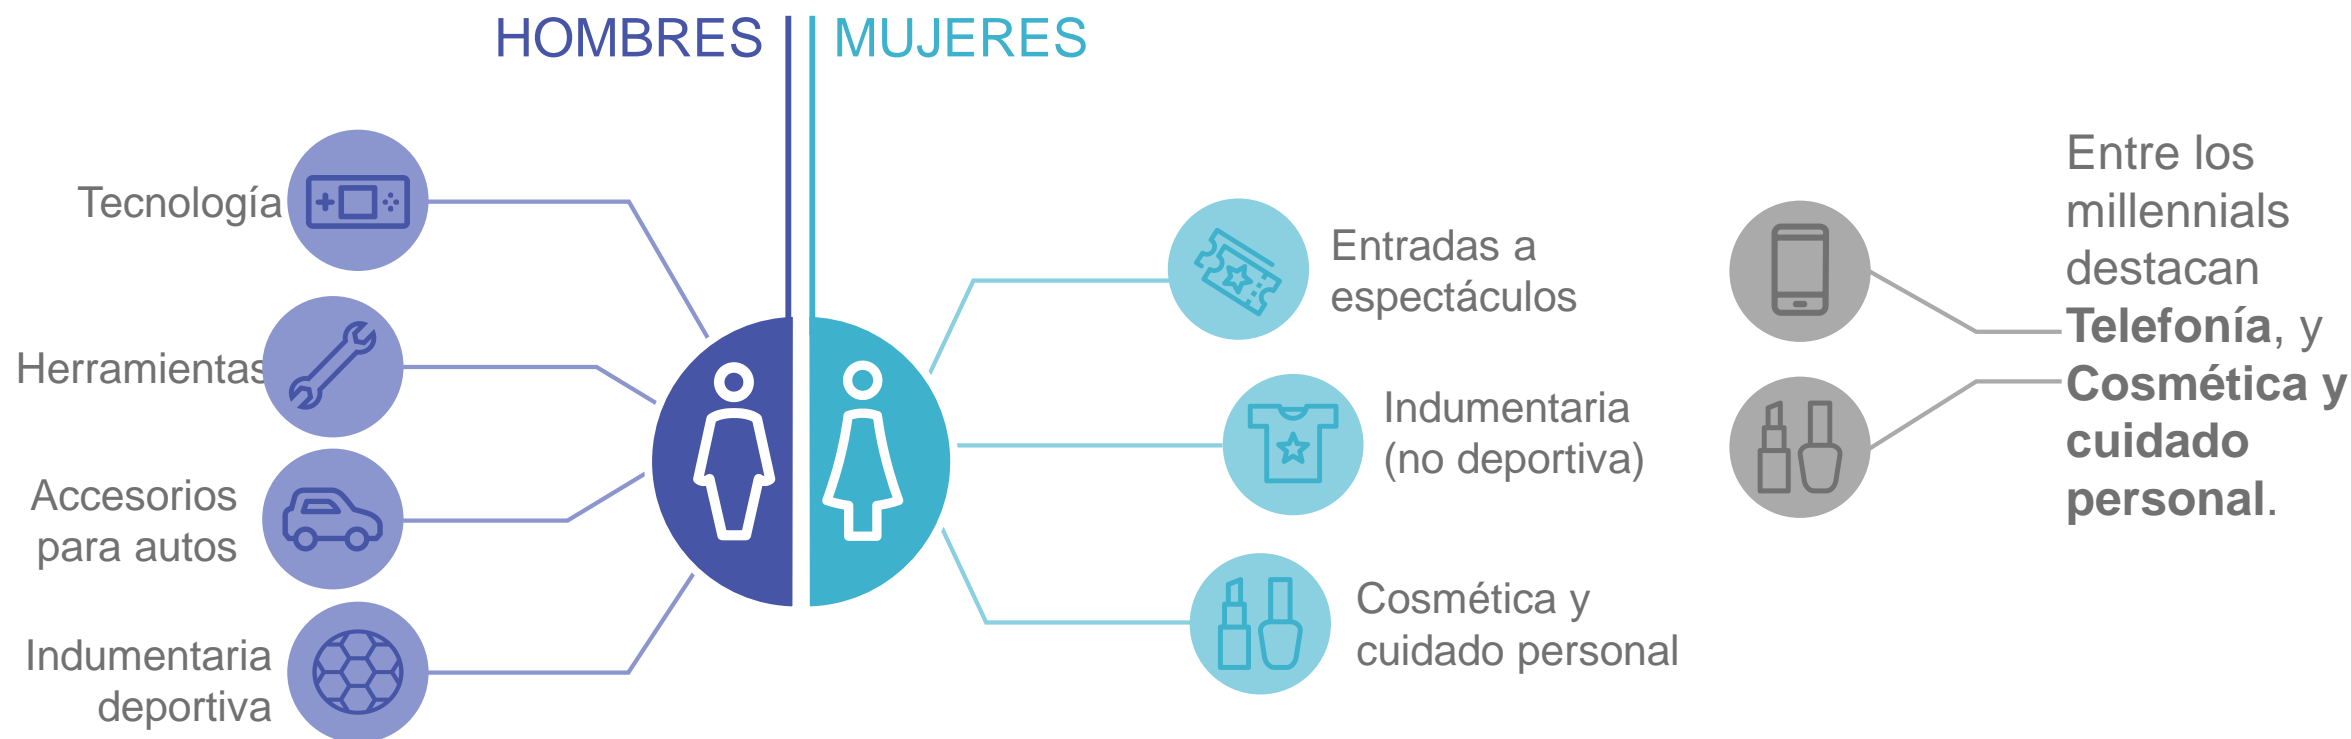 HOMBRES
MUJERES
Tecnología
Herramientas
Accesorios
para autos
Indumentaria
deportiva
Entradas a
espectáculos
Indumentaria
(no deportiva)
Cosmética y
cuidado personal
Entre los
millennials
destacan
Telefonía, y
Cosmética y
cuidado
personal.